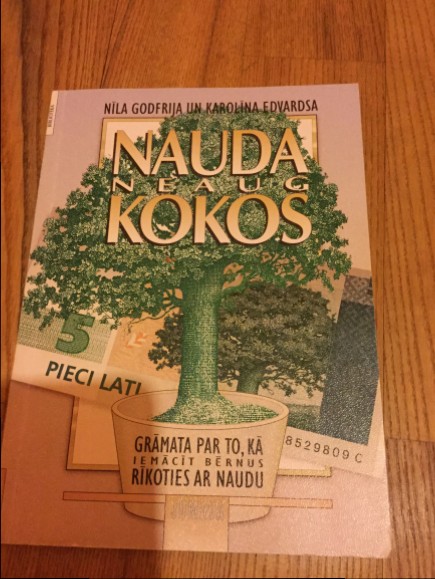 NĪLA GODFRIJA UN KAROLĪNA EDVARDSA
NAUDA
NEAUG
KOKOS
5
PIECI LATI
8529809 C
GRĀMATA PAR TO, KĀ
IEMĀCĪT BĒRNUS
RĪKOTIES AR NAUDU